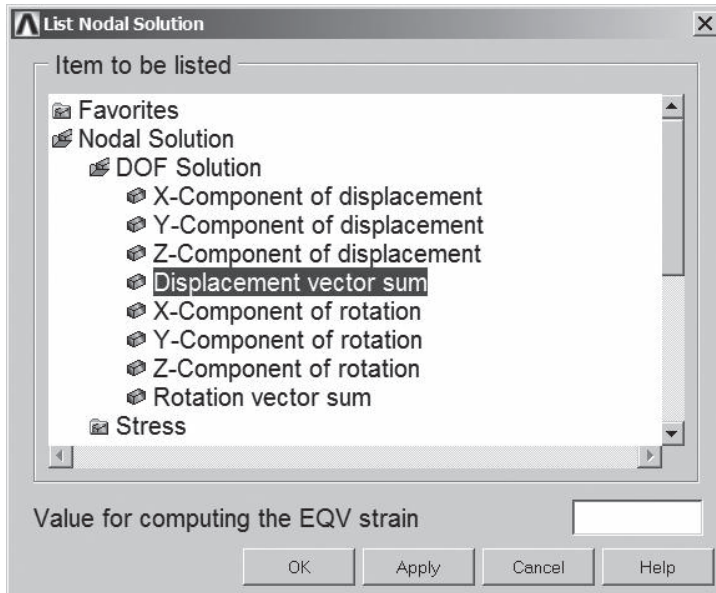 List Nodal Solution
Item to be listed
Favorites
Nodal Solution
DOF Solution
X-Component of displacement
Y-Component of displacement
Z-Component of displacement
Displacement vector sum
X-Component of rotation
Y-Component of rotation
Z-Component of rotation
Rotation vector sum
Stress
Value for computing the EQV strain
OK Apply Cancel Help